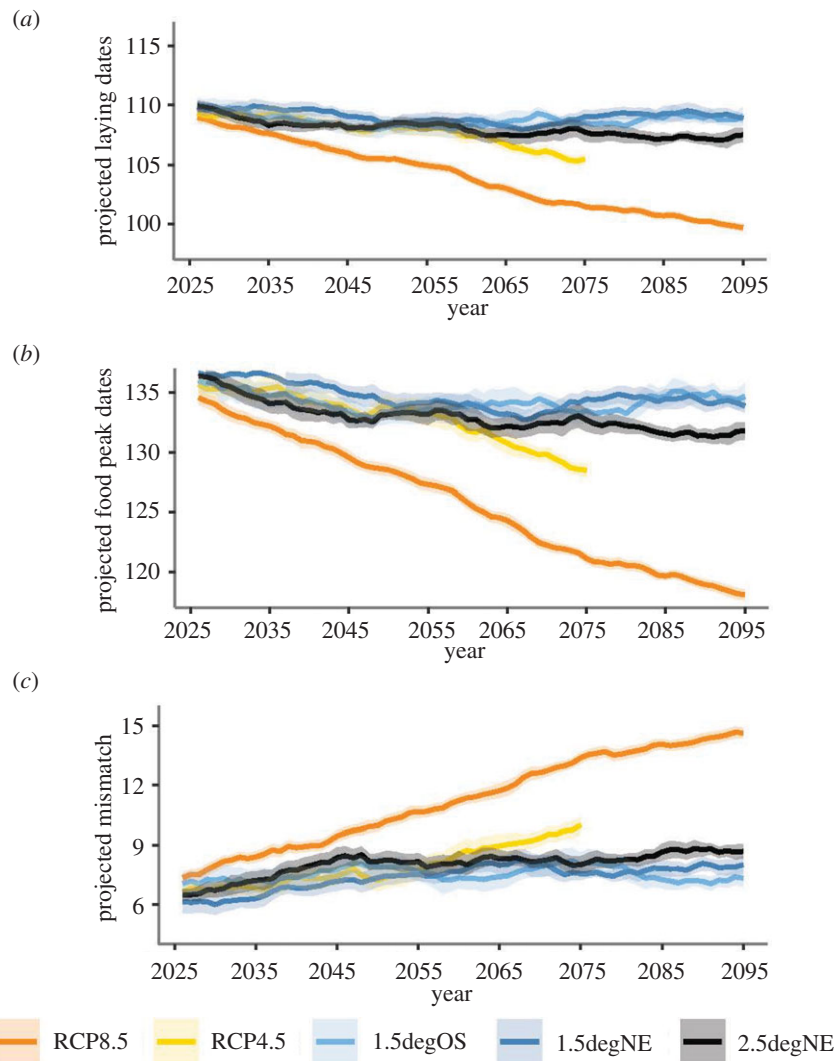 (a)
projected laying dates
115
110
105
100
2025 2035 2045 2055 2065 2075 2085 2095
year
(b)
projected food peak dates
135
130
125
120
2025 2035 2045 2055 2065 2075 2085 2095
year
(c)
projected mismatch
15
12
9
6
2025 2035 2045 2055 2065 2075 2085 2095
year
RCP8.5 RCP4.5 1.5degOS 1.5degNE 2.5degNE